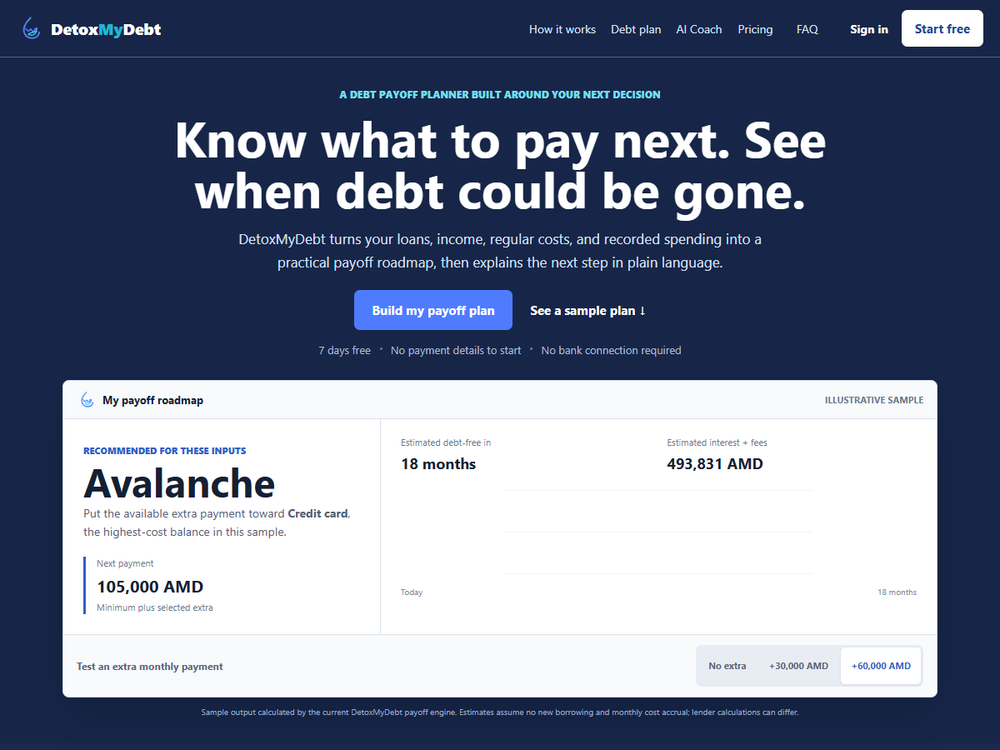 DetoxMyDebt
How it works
Debt plan
AI Coach
Pricing
FAQ
Sign in
Start free
A DEBT PAYOFF PLANNER BUILT AROUND YOUR NEXT DECISION
Know what to pay next. See
when debt could be gone.
DetoxMyDebt turns your loans, income, regular costs, and recorded spending into a
practical payoff roadmap, then explains the next step in plain language.
Build my payoff plan
See a sample plan ↓
7 days free • No payment details to start • No bank connection required
My payoff roadmap
ILLUSTRATIVE SAMPLE
RECOMMENDED FOR THESE INPUTS
Avalanche
Put the available extra payment toward Credit card,
the highest-cost balance in this sample.
Next payment
105,000 AMD
Minimum plus selected extra
Estimated debt-free in
18 months
Estimated interest + fees
493,831 AMD
Today
18 months
Test an extra monthly payment
No extra
+30,000 AMD
+60,000 AMD
Sample output calculated by the current DetoxMyDebt payoff engine. Estimates assume no new borrowing and monthly cost accrual; lender calculations can differ.